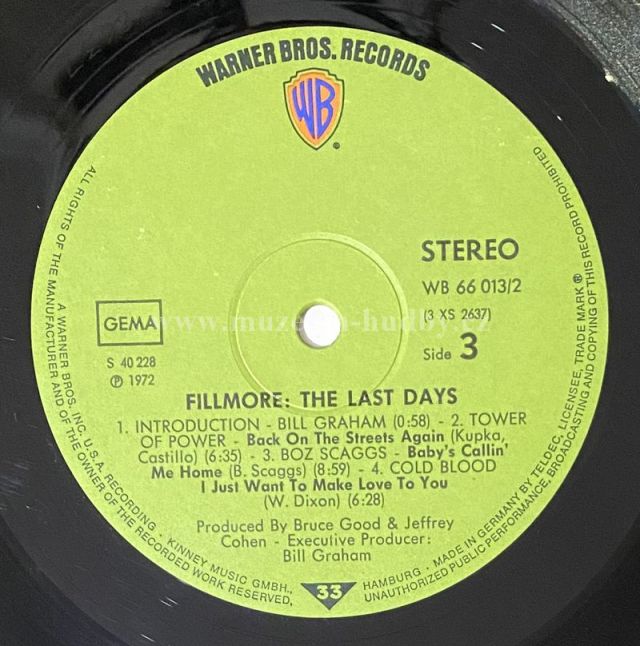 WARNER BROS. RECORDS
WB
STEREO
WB 66 013/2
(3 XS 2637)
Side 3
GEMA
S 40 228
℗ 1972
www.muzeum-hudby.cz
FILLMORE: THE LAST DAYS
1. INTRODUCTION - BILL GRAHAM (0:58) - 2. TOWER
OF POWER - Back On The Streets Again (Kupka,
Castillo) (6:35) - 3. BOZ SCAGGS - Baby's Callin'
Me Home (B. Scaggs) (8:59) - 4. COLD BLOOD
I Just Want To Make Love To You
(W. Dixon) (6:28)
Produced By Bruce Good & Jeffrey
Cohen - Executive Producer:
Bill Graham
33
ALL RIGHTS OF THE MANUFACTURER AND OF THE OWNER OF THE RECORDED WORK RESERVED,
A WARNER BROS. INC. U.S.A. RECORDING - KINNEY MUSIC GMBH.,
HAMBURG · MADE IN GERMANY BY TELDEC, LICENSEE, TRADE MARK®
UNAUTHORIZED PUBLIC PERFORMANCE, BROADCASTING AND COPYING OF THIS RECORD PROHIBITED